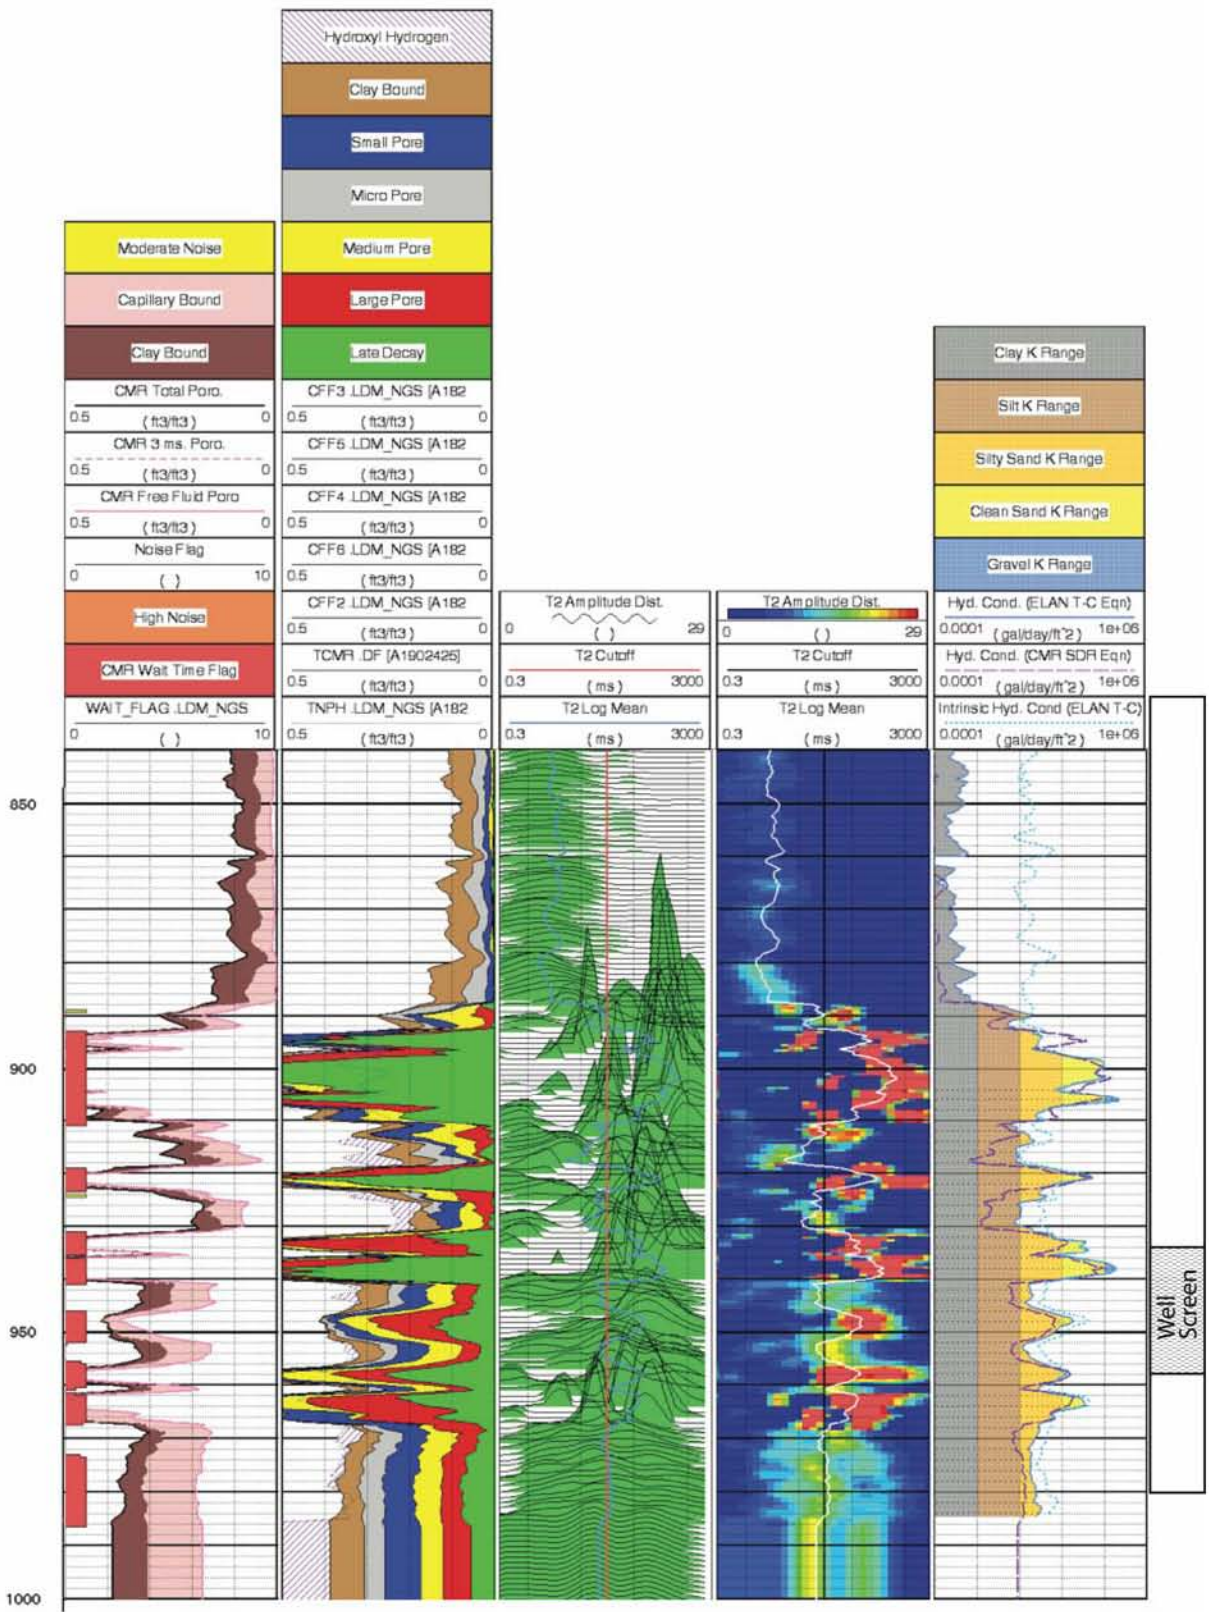 Hydroxyl Hydrogen
Clay Bound
Small Pore
Micro Pore
Moderate Noise
Medium Pore
Capillary Bound
Large Pore
Clay Bound
Late Decay
Clay K Range
CMR Total Poro.
0.5 (ft3/ft3) 0
CFF3 .LDM_NGS [A182
0.5 (ft3/ft3) 0
Silt K Range
CMR 3 ms. Poro.
0.5 (ft3/ft3) 0
CFF5 .LDM_NGS [A182
0.5 (ft3/ft3) 0
Silty Sand K Range
CMR Free Fluid Poro
0.5 (ft3/ft3) 0
CFF4 .LDM_NGS [A182
0.5 (ft3/ft3) 0
Clean Sand K Range
Noise Flag
0 ( ) 10
CFF6 .LDM_NGS [A182
0.5 (ft3/ft3) 0
Gravel K Range
High Noise
CFF2 .LDM_NGS [A182
0.5 (ft3/ft3) 0
T2 Amplitude Dist.
0 ( ) 29
T2 Amplitude Dist.
0 ( ) 29
Hyd. Cond. (ELAN T-C Eqn)
0.0001 (gal/day/ft^2) 1e+06
CMR Wait Time Flag
TCMR .DF [A1902425]
0.5 (ft3/ft3) 0
T2 Cutoff
0.3 (ms) 3000
T2 Cutoff
0.3 (ms) 3000
Hyd. Cond. (CMR SDR Eqn)
0.0001 (gal/day/ft^2) 1e+06
WAIT_FLAG .LDM_NGS
0 ( ) 10
TNPH .LDM_NGS [A182
0.5 (ft3/ft3) 0
T2 Log Mean
0.3 (ms) 3000
T2 Log Mean
0.3 (ms) 3000
Intrinsic Hyd. Cond (ELAN T-C)
0.0001 (gal/day/ft^2) 1e+06
850
900
950
1000
Well
Screen